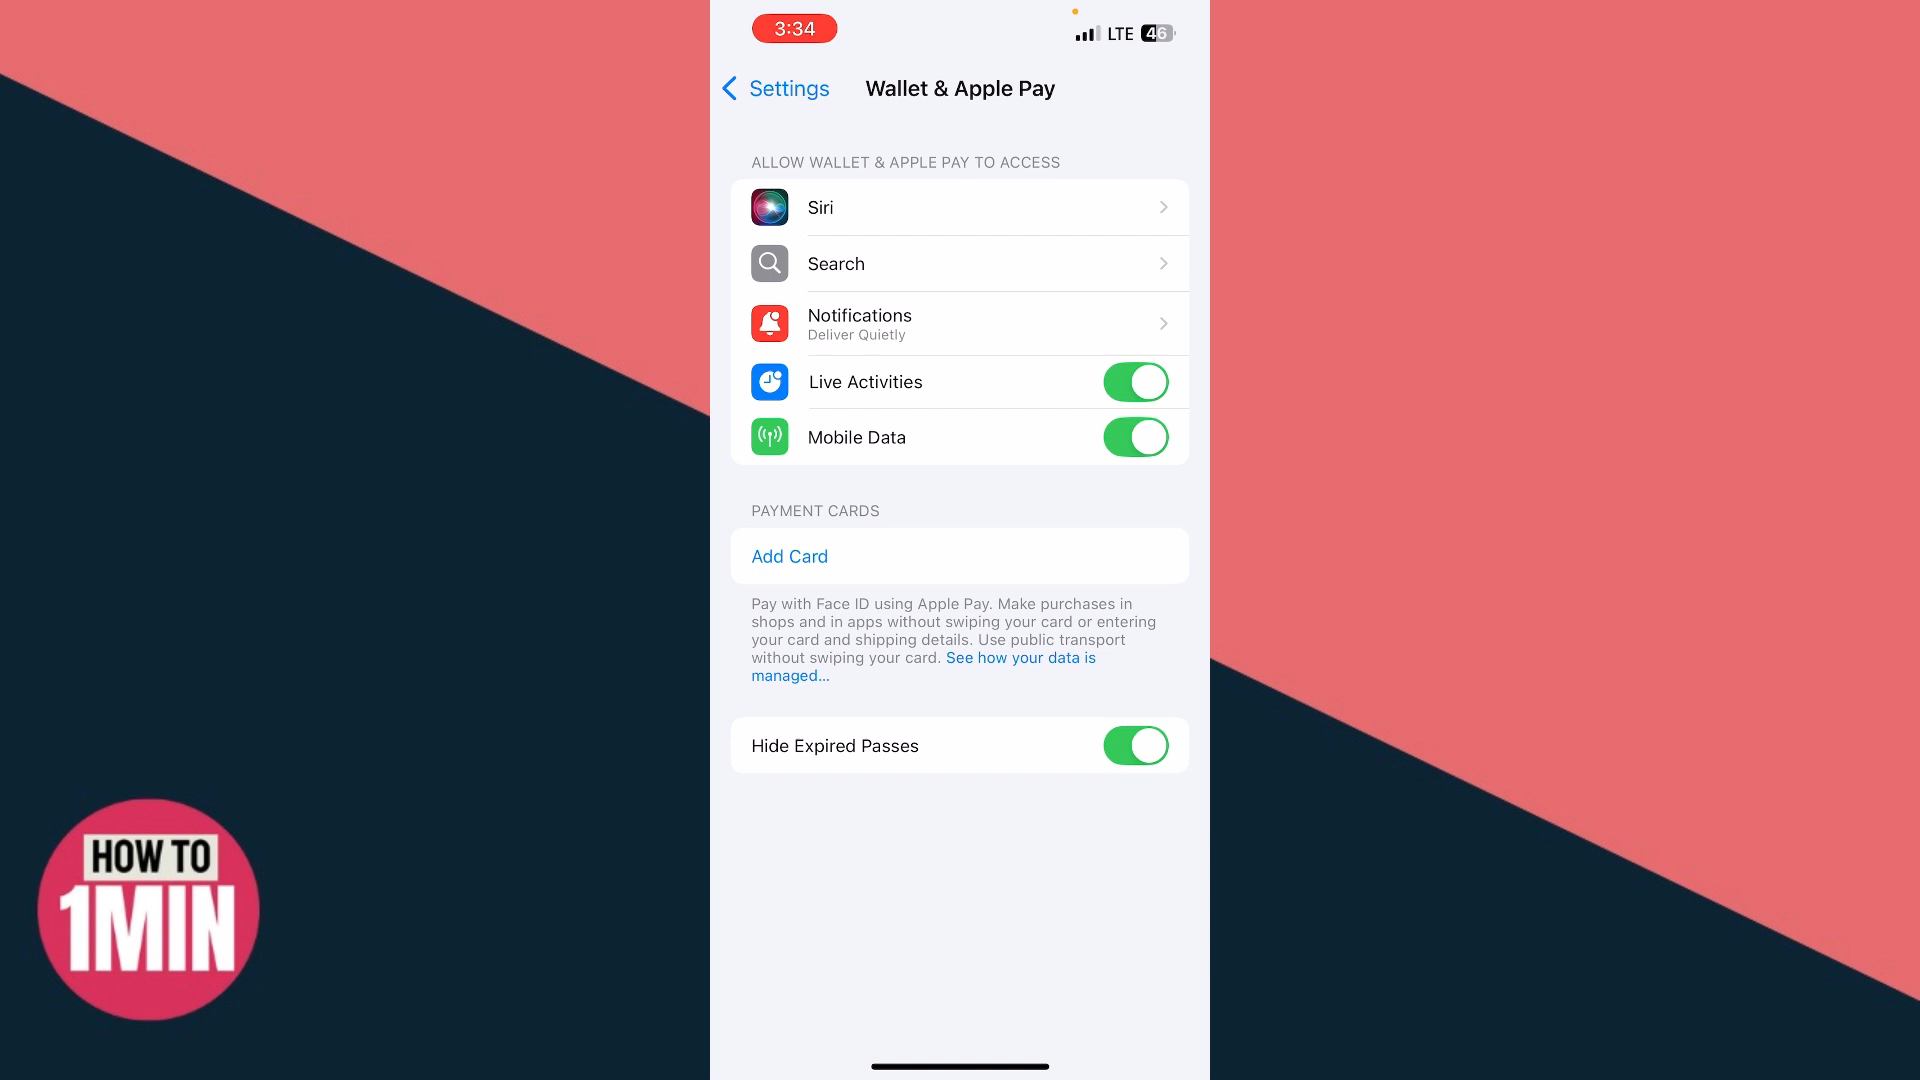 3:34
LTE 46
Settings
Wallet & Apple Pay
ALLOW WALLET & APPLE PAY TO ACCESS
Siri
Search
Notifications
Deliver Quietly
Live Activities
Mobile Data
PAYMENT CARDS
Add Card
Pay with Face ID using Apple Pay. Make purchases in
shops and in apps without swiping your card or entering
your card and shipping details. Use public transport
without swiping your card. See how your data is
managed...
Hide Expired Passes
HOW TO
1MIN